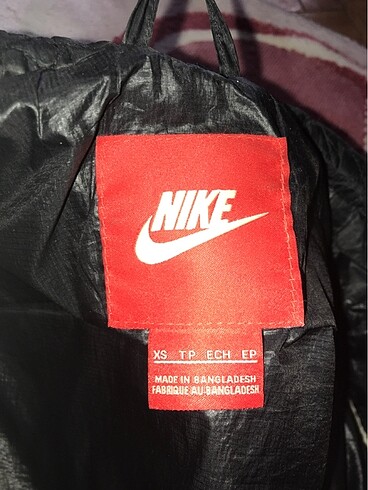 NIKE
XS TP ECH EP
MADE IN BANGLADESH
FABRIQUE AU BANGLADESH